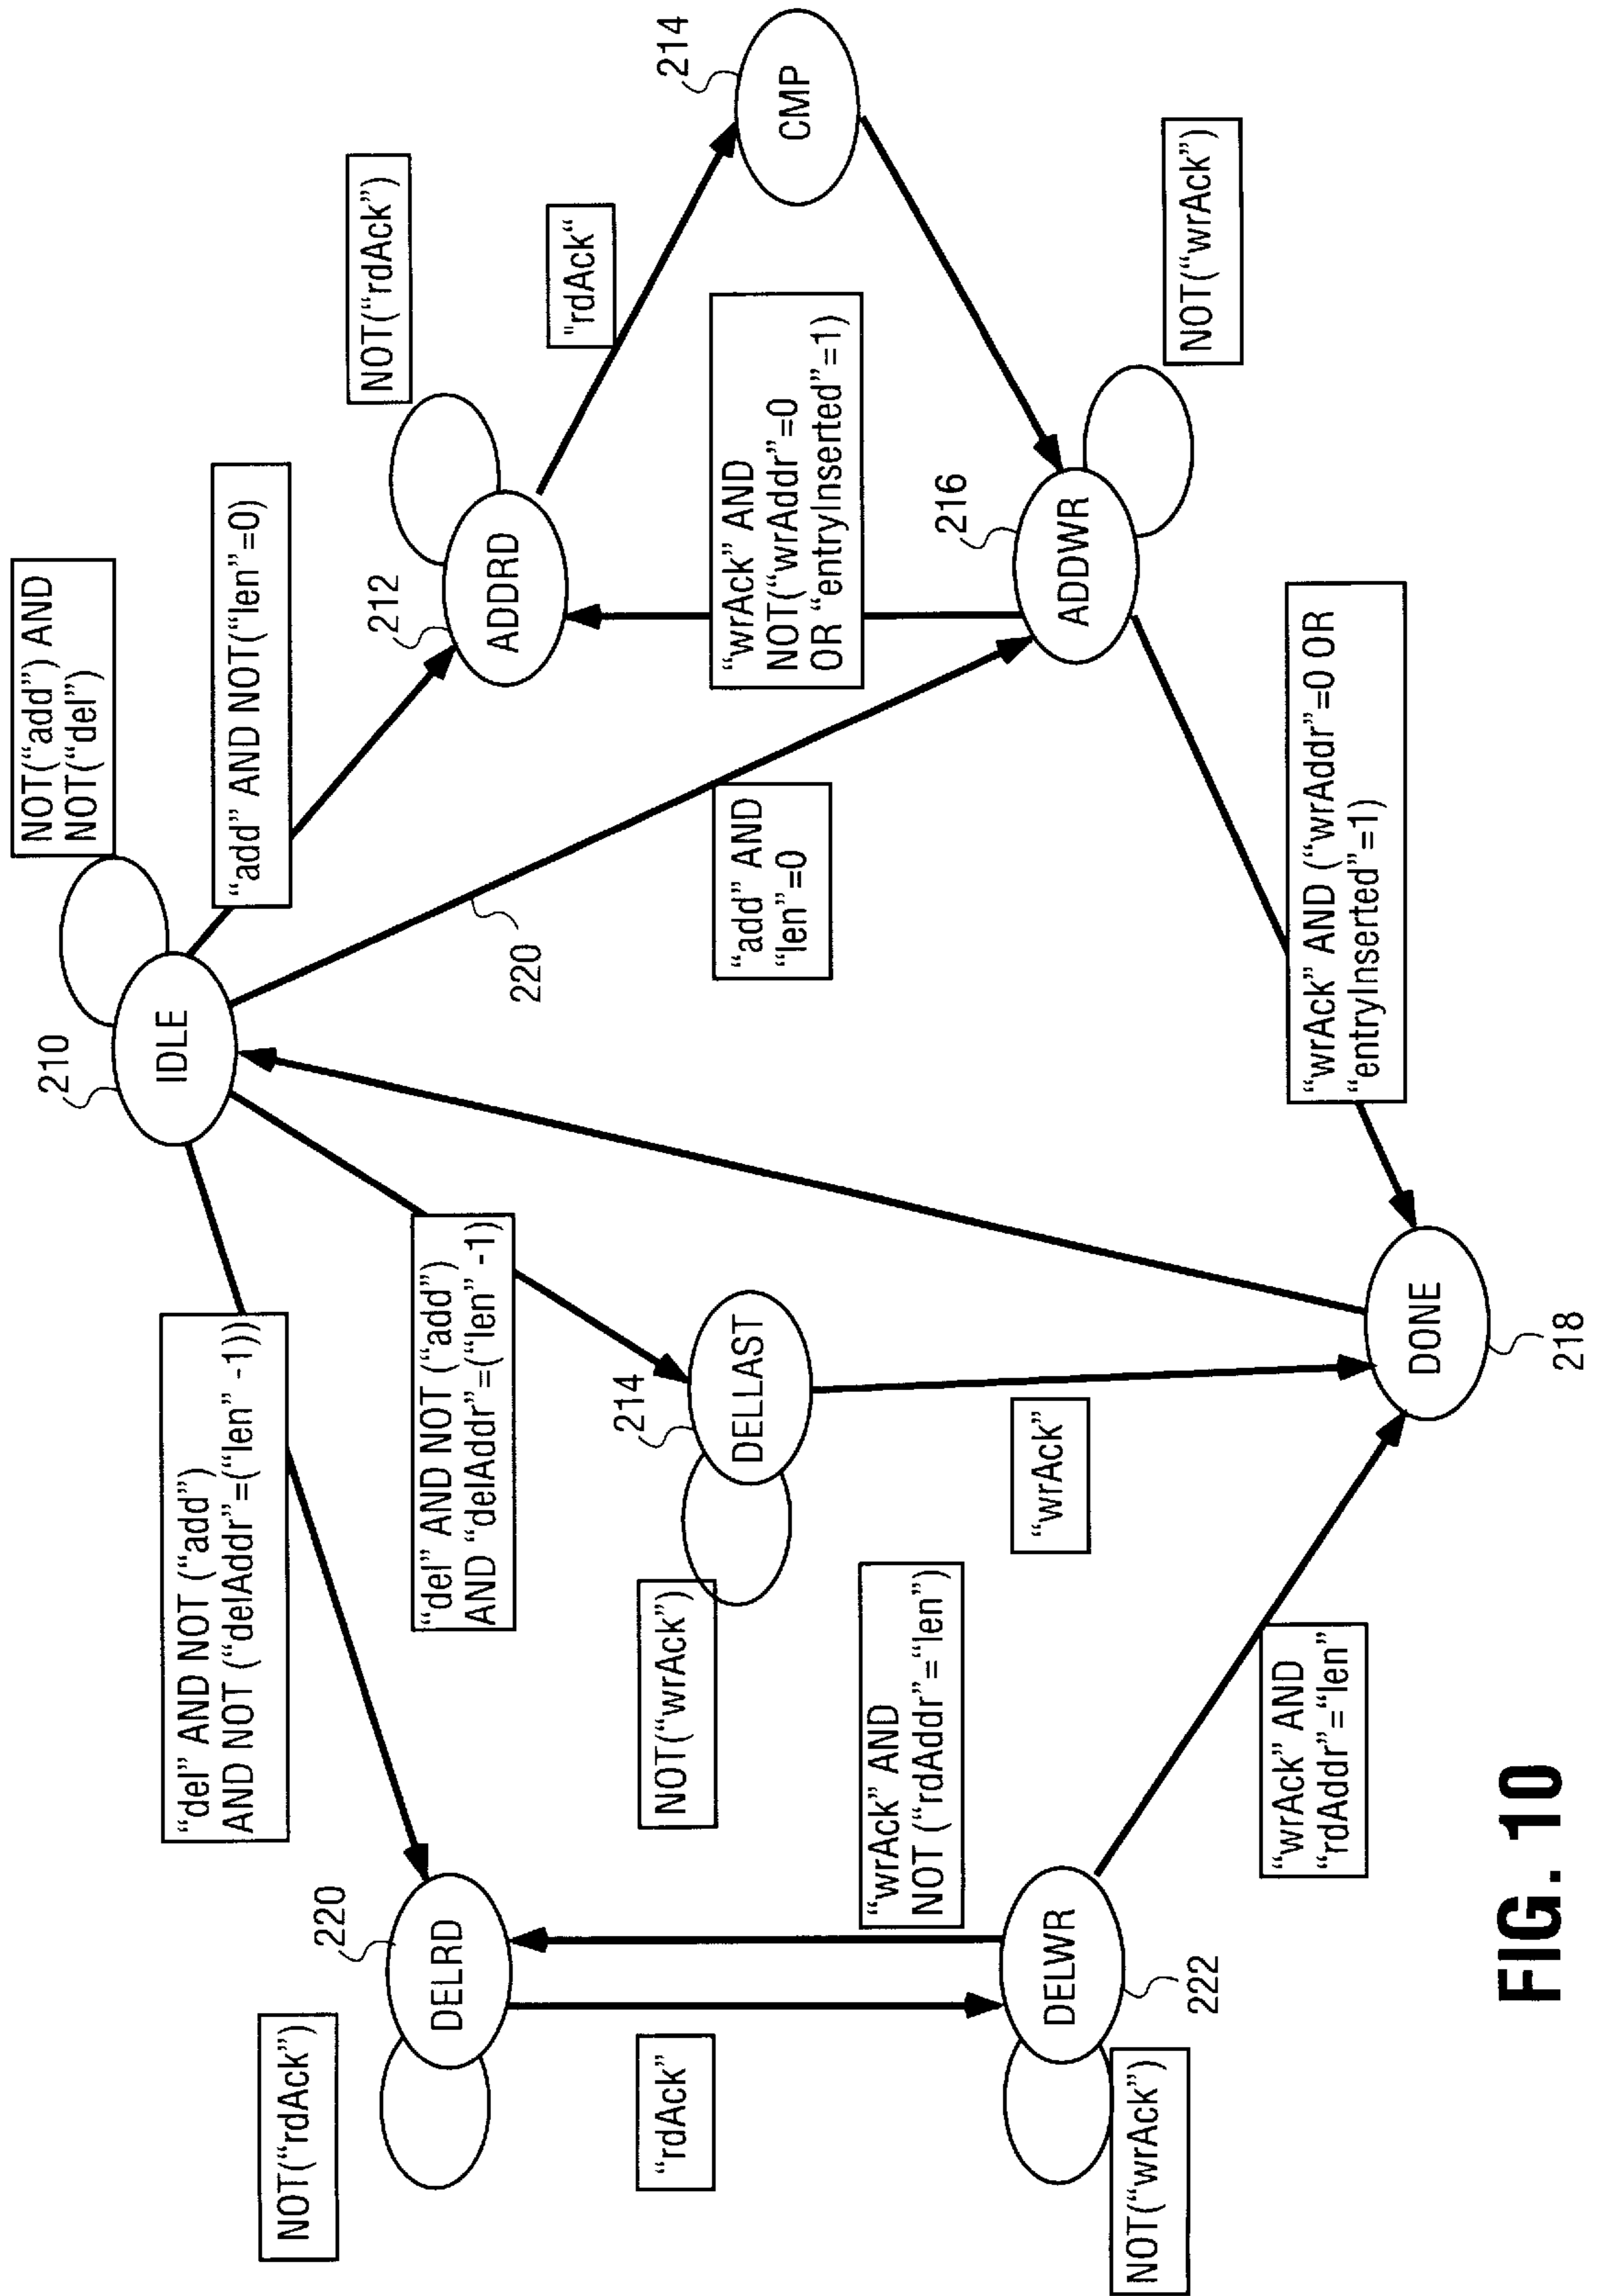 210
IDLE
NOT(“add”) AND
NOT(“del”)
“add” AND NOT(“len”=0)
“del” AND NOT (“add”)
AND NOT (“delAddr”=(“len” -1)))
“del” AND NOT (“add”)
AND “delAddr”=(“len” -1)
212
ADDRD
NOT(“rdAck”)
"rdAck“
214
CMP
220
“add” AND
“len”=0
“wrAck” AND
NOT(“wrAddr”=0
OR “entryInserted”=1)
216
ADDWR
NOT(“wrAck”)
“wrAck” AND (“wrAddr”=0 OR
“entryInserted”=1)
214
DELLAST
NOT(“wrAck”)
“wrAck”
220
DELRD
NOT(“rdAck”)
“rdAck”
“wrAck” AND
NOT (“rdAddr”=“len”)
DELWR
222
NOT(“wrAck”)
“wrAck” AND
“rdAddr”=“len”
DONE
218
FIG. 10